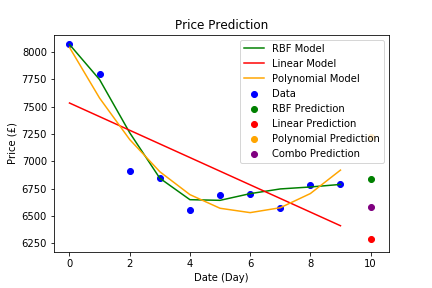 Price Prediction
8000
7750
7500
7250
7000
6750
6500
6250
Price (£)
RBF Model
Linear Model
Polynomial Model
Data
RBF Prediction
Linear Prediction
Polynomial Prediction
Combo Prediction
0 2 4 6 8 10
Date (Day)